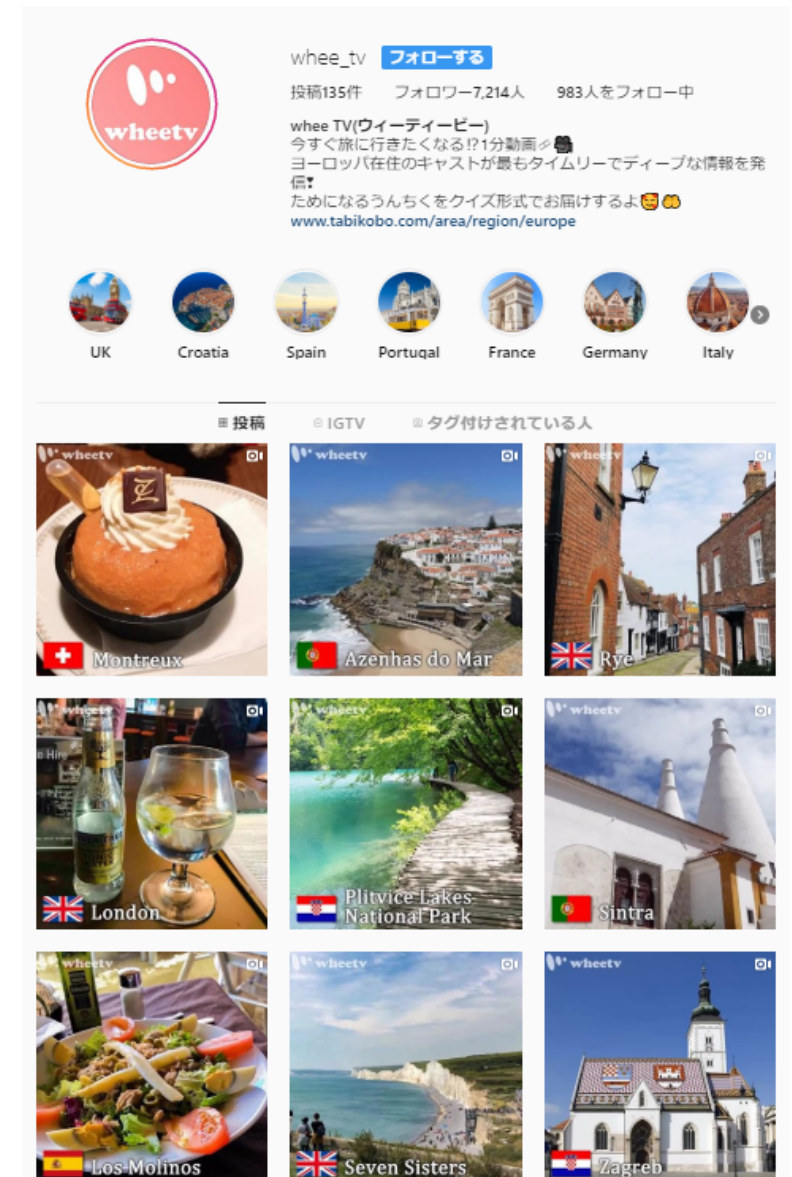 whee_tv フォローする
投稿135件 フォロワー7,214人 983人をフォロー中
wheetv
whee TV(ウィーティービー)
今すぐ旅に行きたくなる⁉1分動画
ヨーロッパ在住のキャストが最もタイムリーでディープな情報を発
信❣
ためになるうんちくをクイズ形式でお届けするよ🥰🤲
www.tabikobo.com/area/region/europe
UK Croatia Spain Portugal France Germany Italy
投稿 IGTV タグ付けされている人
wheetv wheetv wheetv
Montreux Azenhas do Mar Rye
wheetv wheetv wheetv
e Hire
London Plitvice Lakes
National Park
Sintra
wheetv wheetv wheetv
Los Molinos Seven Sisters Zagreb